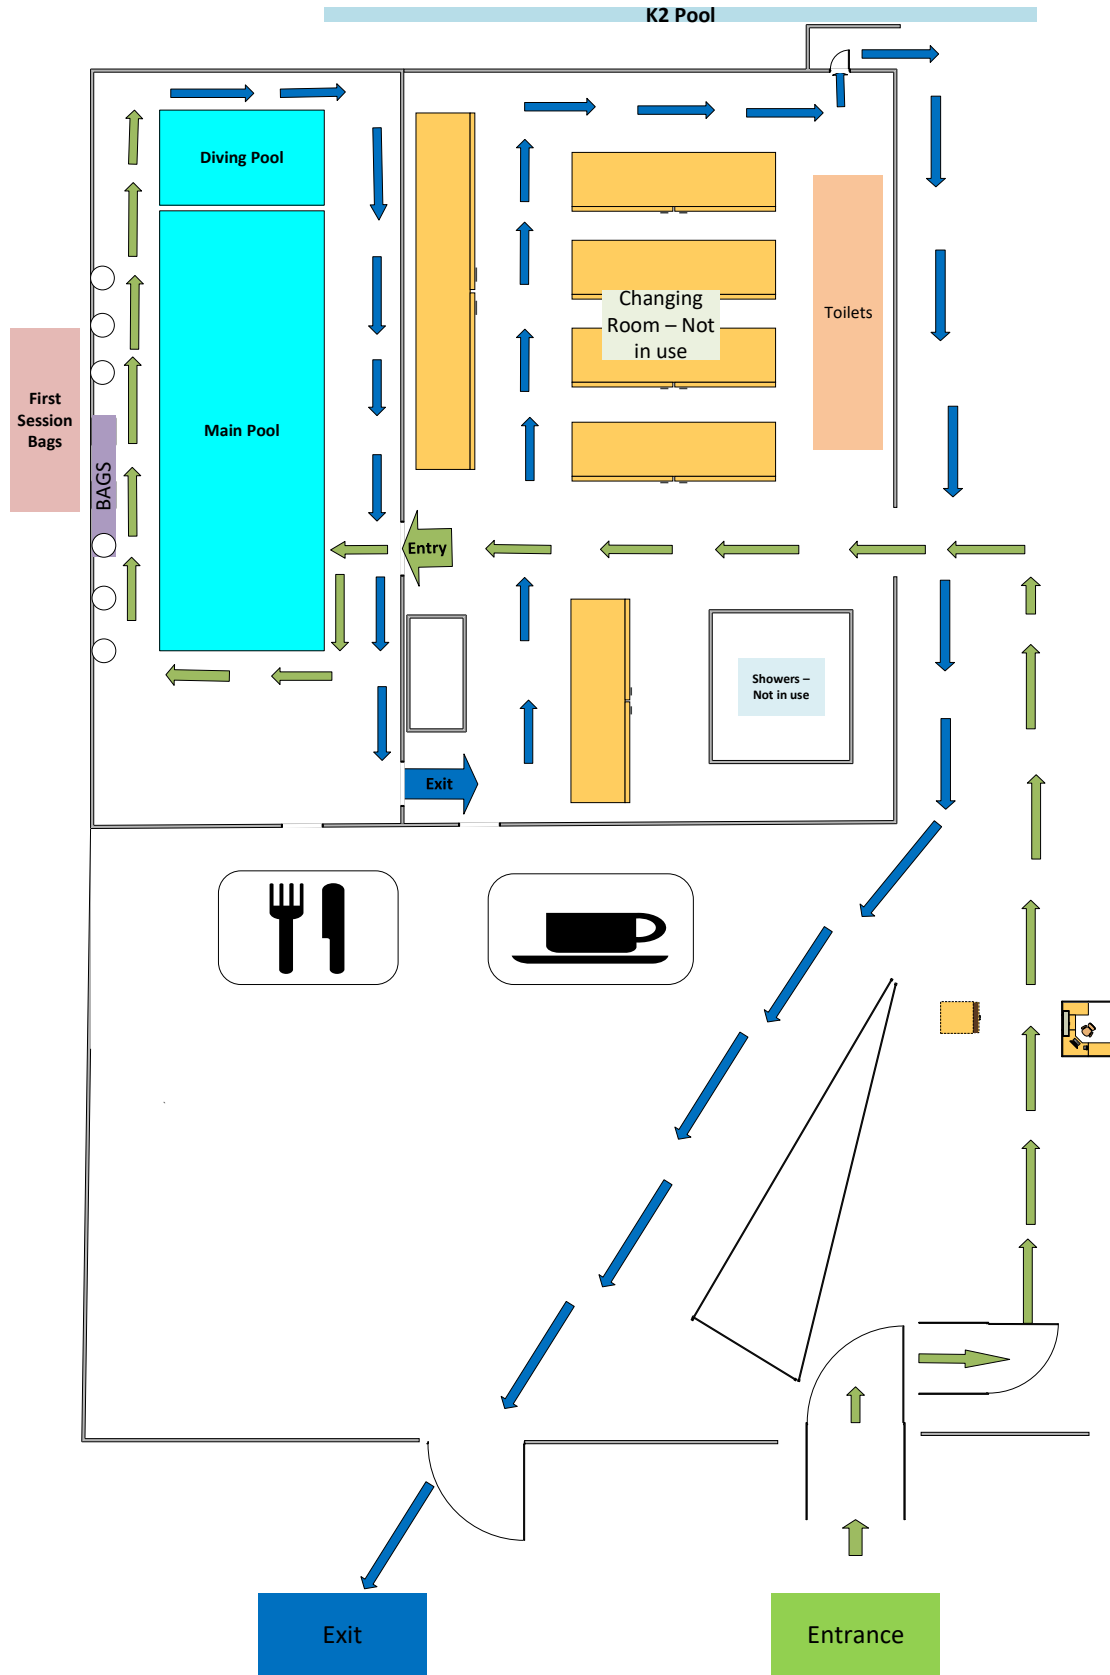 K2 Pool
Diving Pool
Main Pool
First
Session
Bags
BAGS
Changing
Room – Not
in use
Toilets
Entry
Showers –
Not in use
Exit
Exit
Entrance